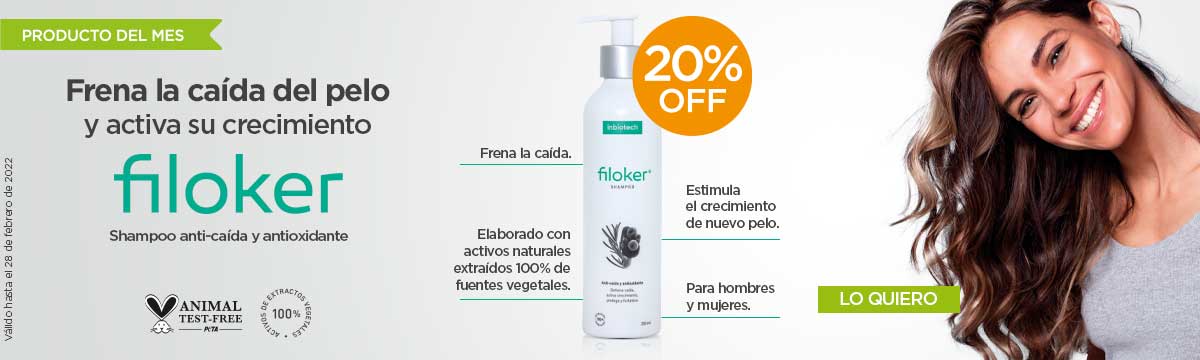 PRODUCTO DEL MES
Frena la caída del pelo
y activa su crecimiento
filoker
Shampoo anti-caída y antioxidante
Válido hasta el 28 de febrero de 2022
ANIMAL
TEST-FREE
PETA
ACTIVOS DE EXTRACTOS VEGETALES
100%
Frena la caída.
Elaborado con
activos naturales
extraídos 100% de
fuentes vegetales.
20%
OFF
inbiotech
filoker®
SHAMPOO
Anti-caída y antioxidante
Estimula
el crecimiento
de nuevo pelo.
Para hombres
y mujeres.
LO QUIERO